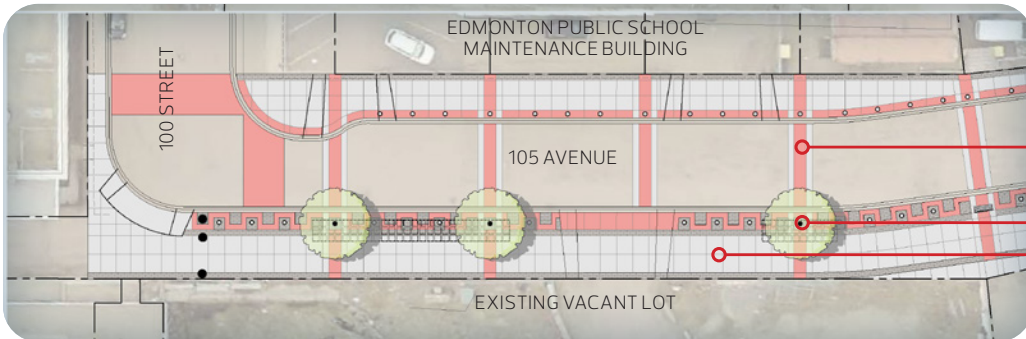 EDMONTON PUBLIC SCHOOL
MAINTENANCE BUILDING
100 STREET
105 AVENUE
EXISTING VACANT LOT